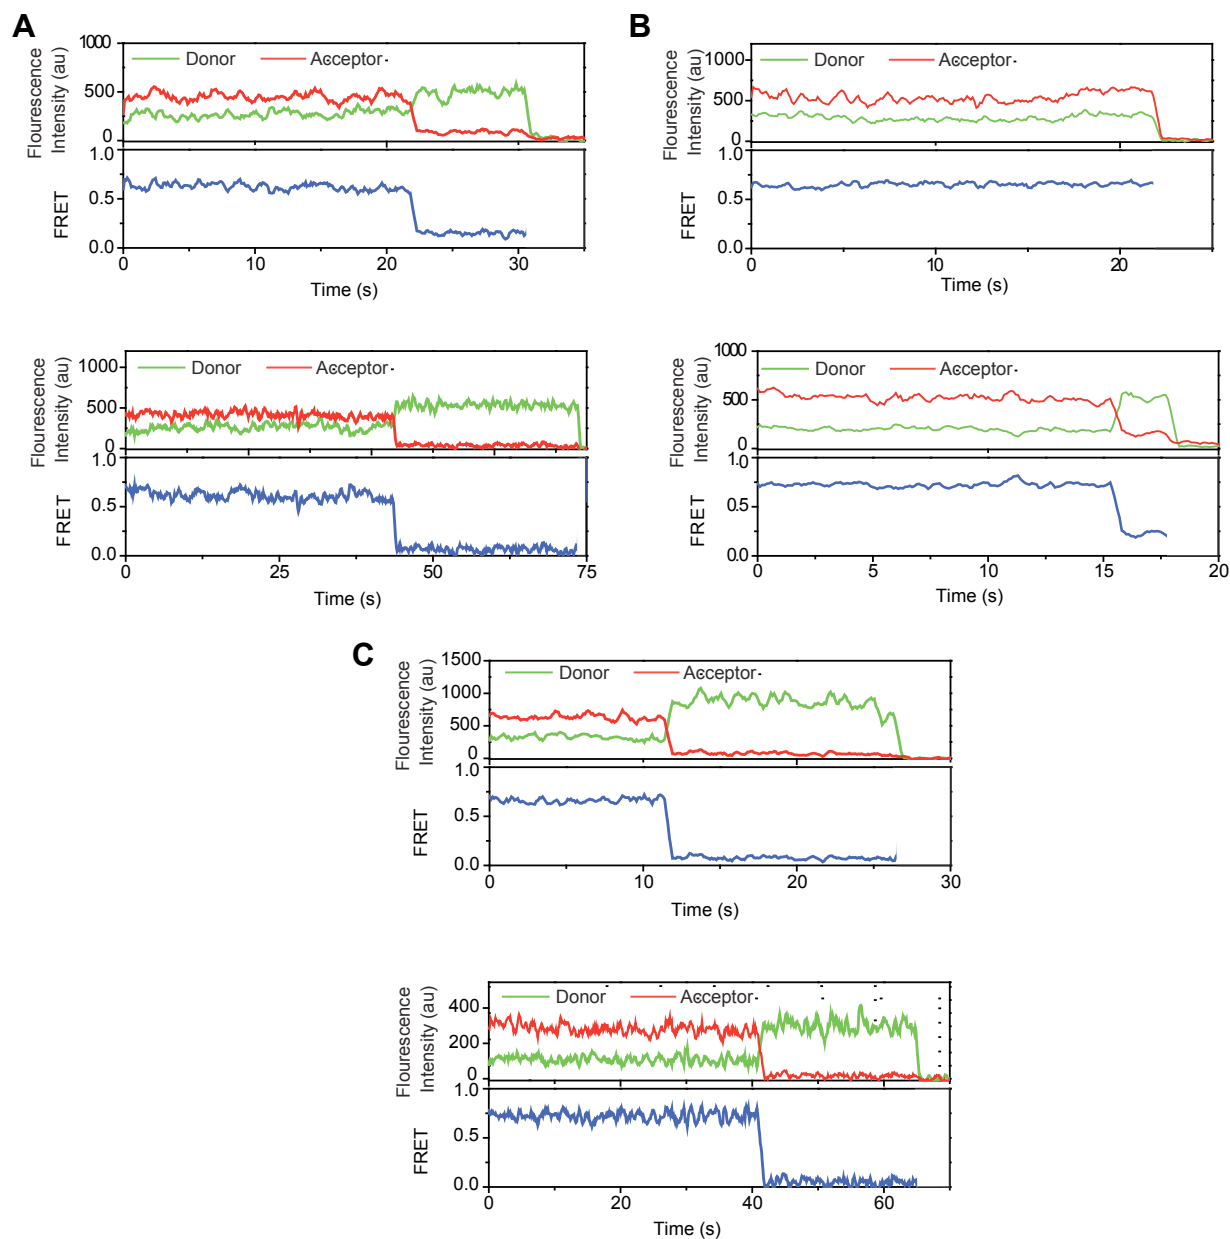 A
Flourescence
Intensity (au)
1000
500
0
Donor
Acceptor
FRET
1.0
0.5
0.0
0 10 20 30
Time (s)
Flourescence
Intensity (au)
1000
500
0
Donor
Acceptor
FRET
1.0
0.5
0.0
0 25 50 75
Time (s)
B
Flourescence
Intensity (au)
1000
500
0
Donor
Acceptor
FRET
1.0
0.5
0.0
0 10 20
Time (s)
Flourescence
Intensity (au)
1000
500
0
Donor
Acceptor
FRET
1.0
0.5
0.0
0 5 10 15 20
Time (s)
C
Flourescence
Intensity (au)
1500
1000
500
0
Donor
Acceptor
FRET
1.0
0.5
0.0
0 10 20 30
Time (s)
Flourescence
Intensity (au)
400
200
0
Donor
Acceptor
FRET
1.0
0.5
0.0
0 20 40 60
Time (s)